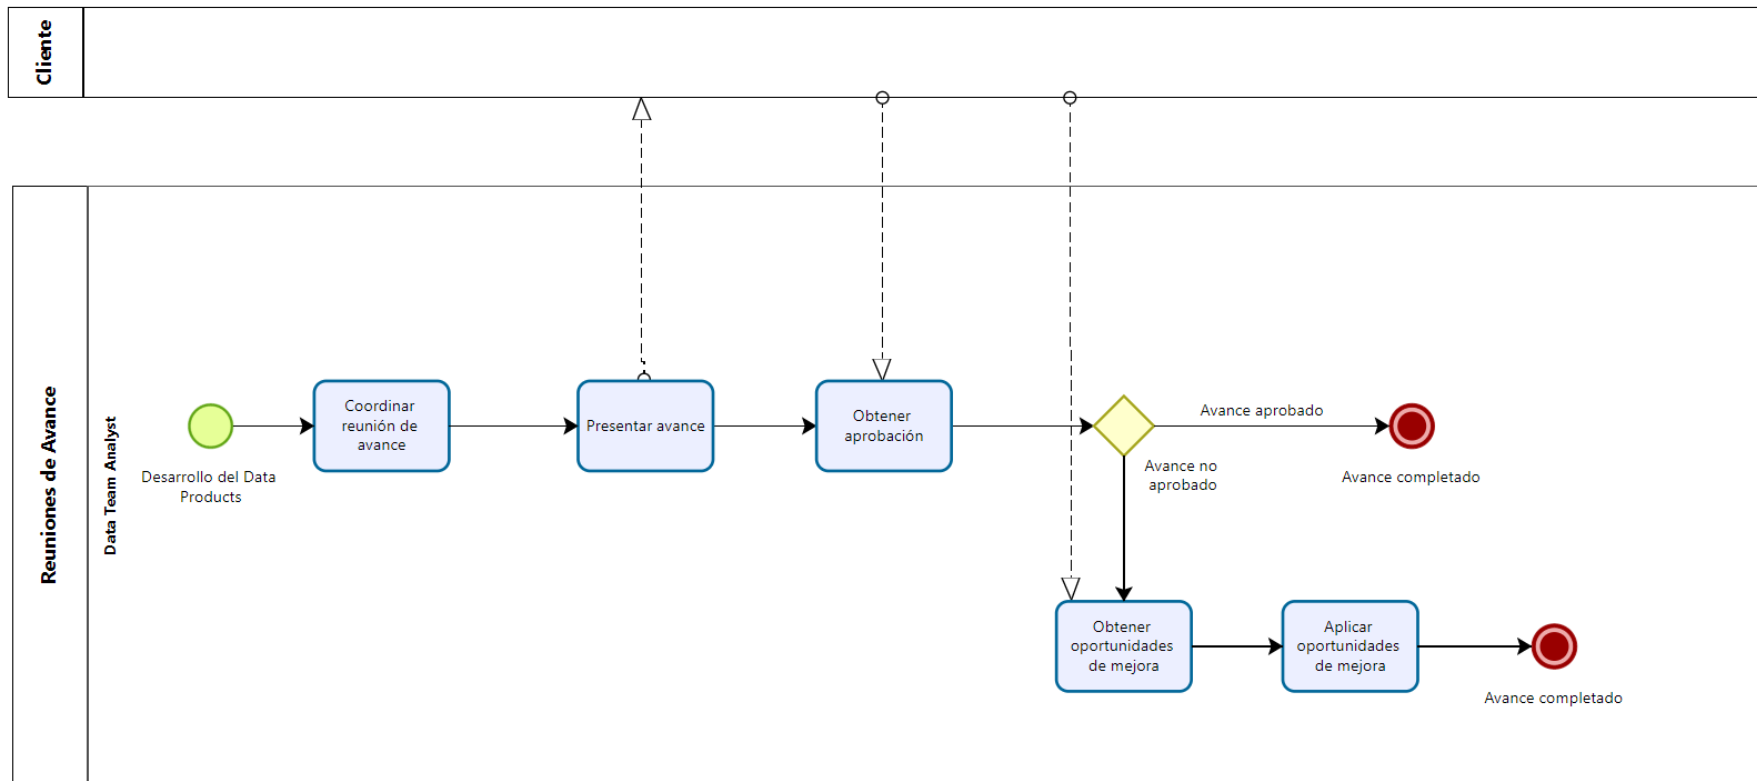 Cliente
Reuniones de Avance
Data Team Analyst
Desarrollo del Data
Products
Coordinar
reunión de
avance
Presentar avance
Obtener
aprobación
Avance aprobado
Avance no
aprobado
Avance completado
Obtener
oportunidades
de mejora
Aplicar
oportunidades
de mejora
Avance completado